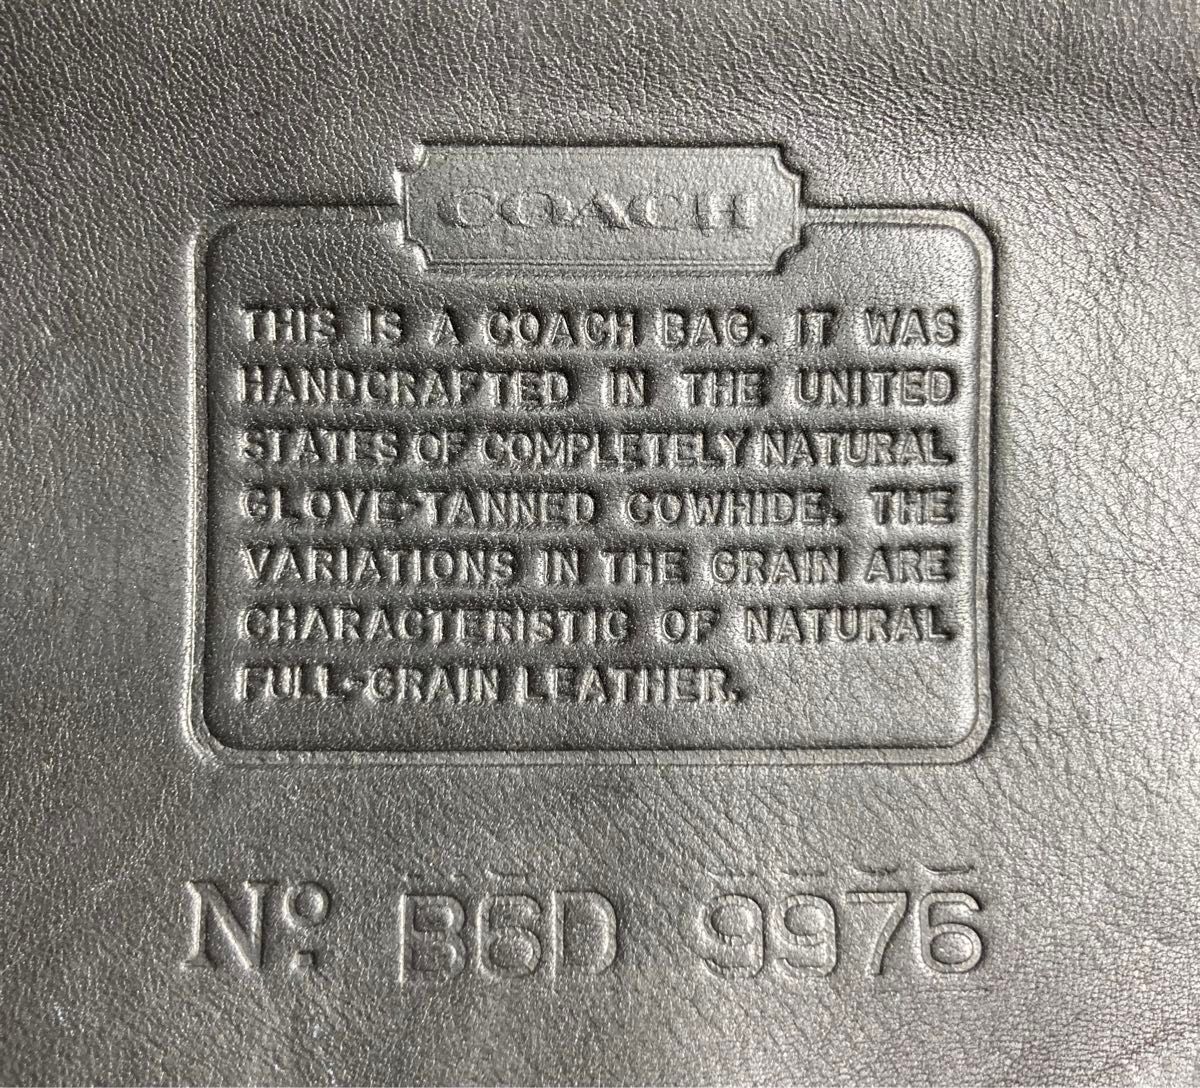 COACH
THIS IS A COACH BAG. IT WAS
HANDCRAFTED IN THE UNITED
STATES OF COMPLETELY NATURAL
GLOVE-TANNED COWHIDE. THE
VARIATIONS IN THE GRAIN ARE
CHARACTERISTIC OF NATURAL
FULL-GRAIN LEATHER.
Nº. B6D 9976